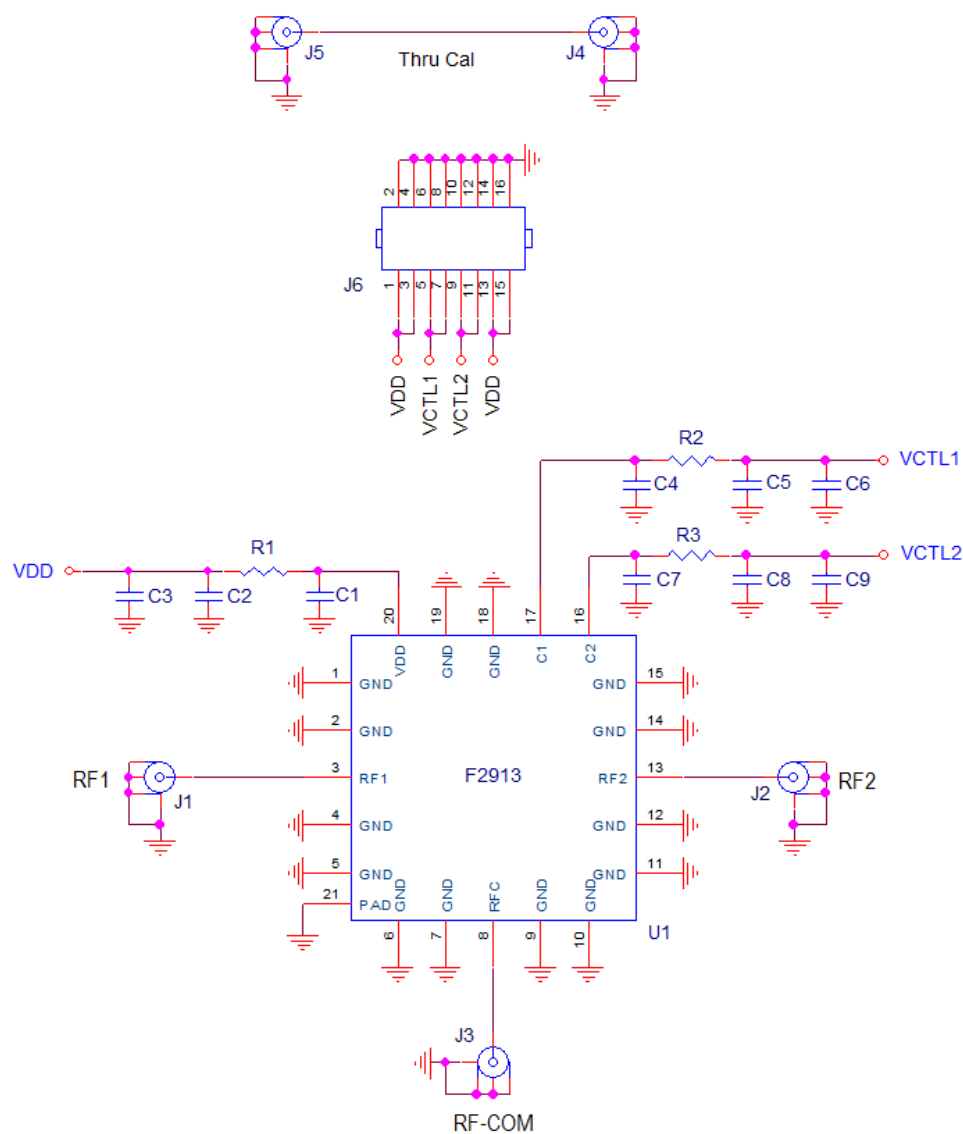 J5
Thru Cal
J4
2 4 6 8 10 12 14 16
J6
1 3 5 7 9 11 13 15
VDD VCTL1 VCTL2 VDD
R2
VCTL1
C4 C5 C6
R3
VCTL2
C7 C8 C9
R1
VDD
C3 C2 C1
20 19 18 17 16
VDD GND GND C1 C2
1 GND GND 15
2 GND GND 14
RF1 J1 3 RF1 F2913 RF2 13 J2 RF2
4 GND GND 12
5 GND GND 11
21 PAD
GND GND RFC GND GND
U1
6 7 8 9 10
J3
RF-COM